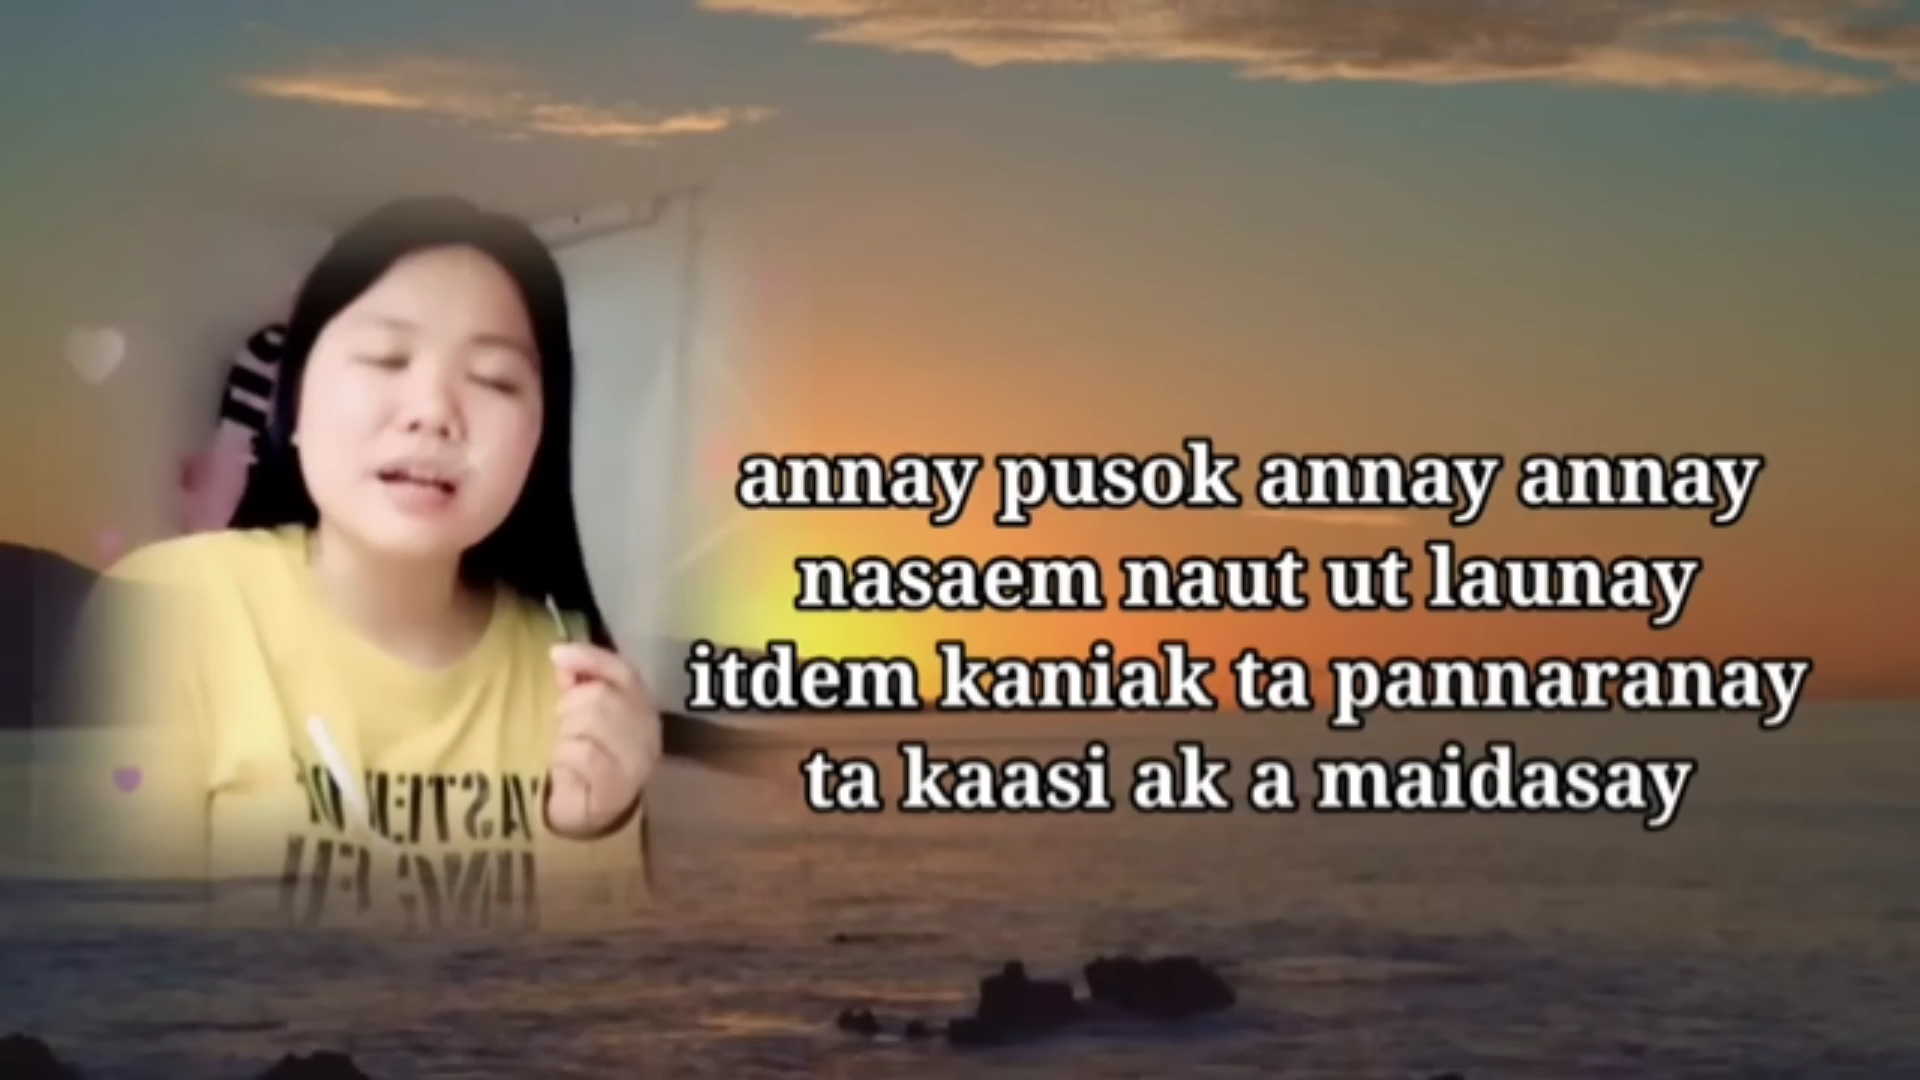 annay pusok annay annay
nasaem naut ut launay
itdem kaniak ta pannaranay
ta kaasi ak a maidasay